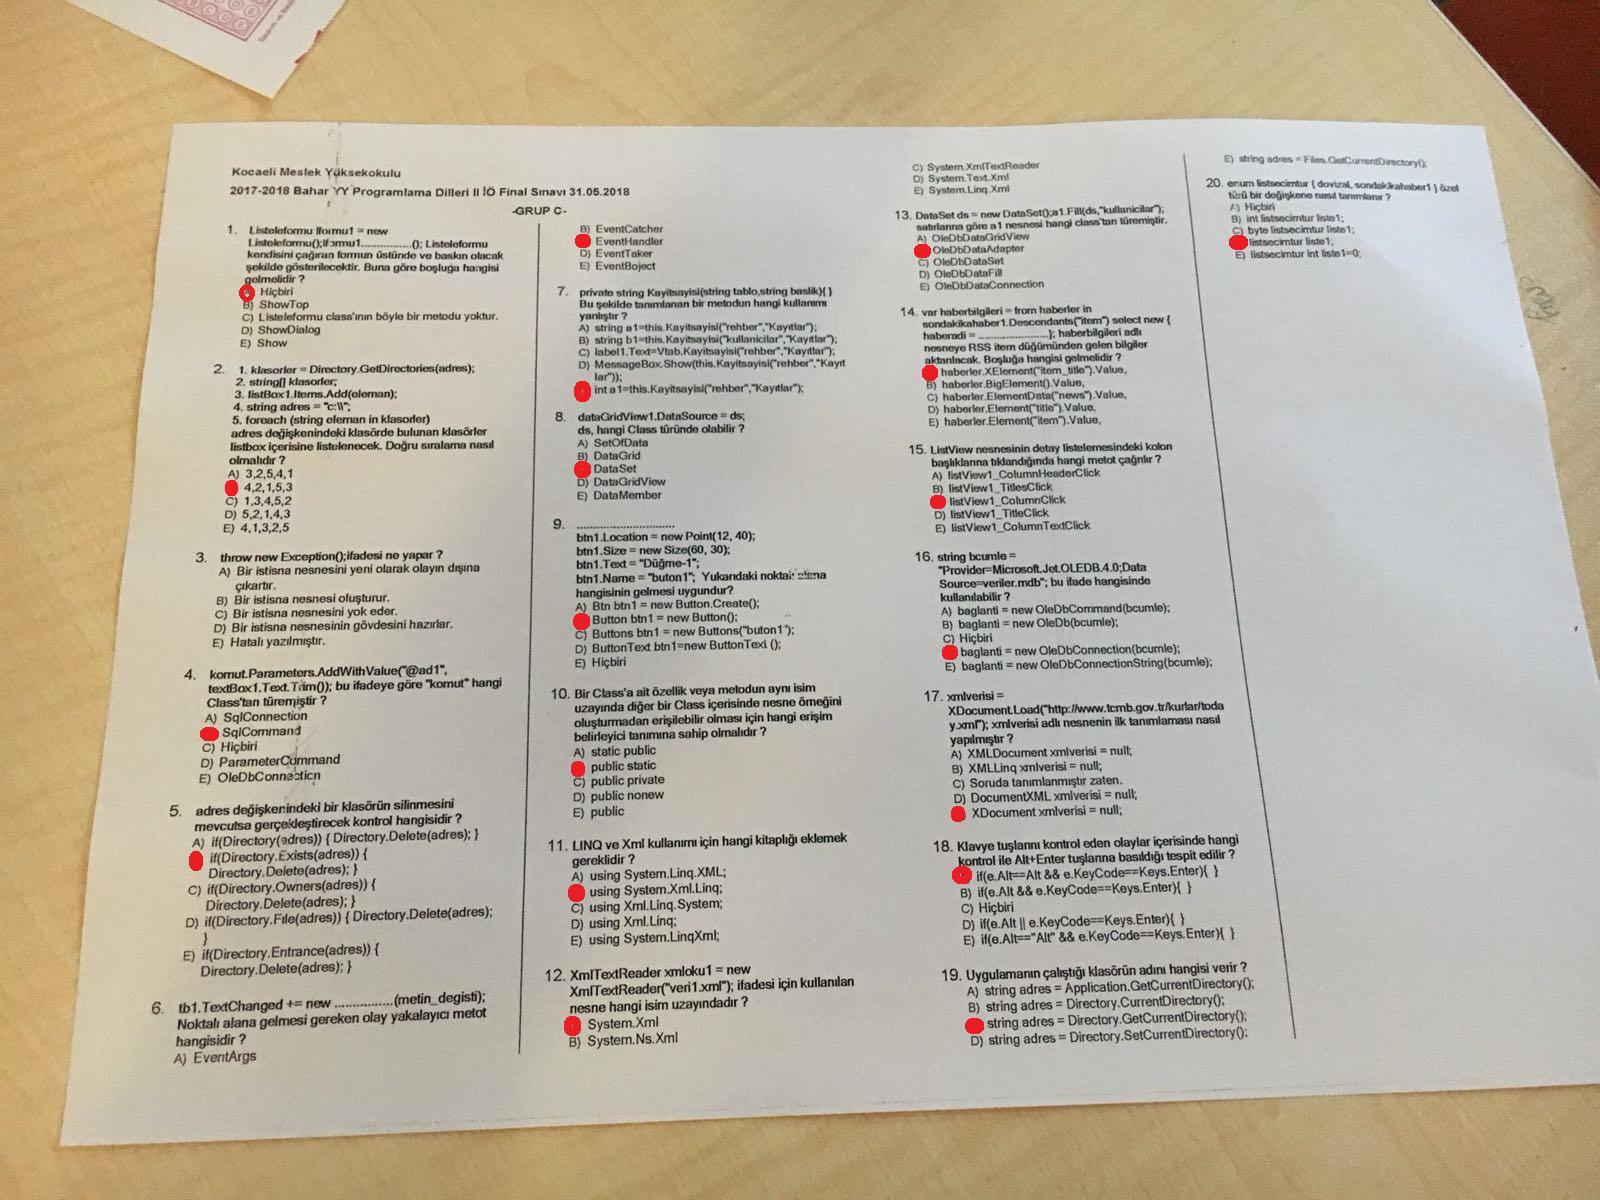 Kocaeli Meslek Yüksekokulu
2017-2018 Bahar YY Programlama Dilleri II İÖ Final Sınavı 31.05.2018
-GRUP C-
1. Listeleformu lformu1 = new
Listeleformu();lformu1................(); Listeleformu
kendisini çağıran formun üstünde ve baskın olacak
şekilde gösterilecektir. Buna göre boşluga hangisi
gelmelidir ?
Hiçbiri
B) ShowTop
C) Listeleformu class'ının böyle bir metodu yoktur.
D) ShowDialog
E) Show
2. 1. klasorler = Directory.GetDirectories(adres);
2. string[] klasorler;
3. listBox1.Items.Add(eleman);
4. string adres = "c:\\";
5. foreach (string eleman in klasorler)
adres değişkenindeki klasörde bulunan klasörler
listbox içerisine listelenecek. Doğru sıralama nasıl
olmalıdır ?
A) 3,2,5,4,1
4,2,1,5,3
C) 1,3,4,5,2
D) 5,2,1,4,3
E) 4,1,3,2,5
3. throw new Exception();ifadesi ne yapar ?
A) Bir istisna nesnesini yeni olarak olayın dışına
çıkartır.
B) Bir istisna nesnesi oluşturur.
C) Bir istisna nesnesini yok eder.
D) Bir istisna nesnesinin gövdesini hazırlar.
E) Hatalı yazılmıştır.
4. komut.Parameters.AddWithValue("@ad1",
textBox1.Text.Trim()); bu ifadeye göre "komut" hangi
Class'tan türemiştir ?
A) SqlConnection
SqlCommand
C) Hiçbiri
D) ParameterCommand
E) OleDbConnection
5. adres değişkenindeki bir klasörün silinmesini
mevcutsa gerçekleştirecek kontrol hangisidir ?
A) if(Directory(adres)) { Directory.Delete(adres); }
if(Directory.Exists(adres)) {
Directory.Delete(adres); }
C) if(Directory.Owners(adres)) {
Directory.Delete(adres); }
D) if(Directory.File(adres)) { Directory.Delete(adres);
}
E) if(Directory.Entrance(adres)) {
Directory.Delete(adres); }
6. tb1.TextChanged += new ................(metin_degisti);
Noktalı alana gelmesi gereken olay yakalayıcı metot
hangisidir ?
A) EventArgs
B) EventCatcher
EventHandler
D) EventTaker
E) EventBoject
7. private string Kayitsayisi(string tablo,string baslik){ }
Bu şekilde tanımlanan bir metodun hangi kullanımı
yanlıştır ?
A) string a1=this.Kayitsayisi("rehber","Kayıtlar");
B) string b1=this.Kayitsayisi("kullanicilar","Kayıtlar");
C) label1.Text=Vtab.Kayitsayisi("rehber","Kayıtlar");
D) MessageBox.Show(this.Kayitsayisi("rehber","Kayıt
lar"));
int a1=this.Kayitsayisi("rehber","Kayıtlar");
8. dataGridView1.DataSource = ds;
ds, hangi Class türünde olabilir ?
A) SetOfData
B) DataGrid
DataSet
D) DataGridView
E) DataMember
9. ............................
btn1.Location = new Point(12, 40);
btn1.Size = new Size(60, 30);
btn1.Text = "Düğme-1";
btn1.Name = "buton1"; Yukarıdaki noktalı alana
hangisinin gelmesi uygundur?
A) Btn btn1 = new Button.Create();
Button btn1 = new Button();
C) Buttons btn1 = new Buttons("buton1");
D) ButtonText btn1=new ButtonText ();
E) Hiçbiri
10. Bir Class'a ait özellik veya metodun aynı isim
uzayında diğer bir Class içerisinde nesne örneğini
oluşturmadan erişilebilir olması için hangi erişim
belirleyici tanımına sahip olmalıdır ?
A) static public
public static
C) public private
D) public nonew
E) public
11. LINQ ve Xml kullanımı için hangi kitaplığı eklemek
gereklidir ?
A) using System.Linq.XML;
using System.Xml.Linq;
C) using Xml.Linq.System;
D) using Xml.Linq;
E) using System.LinqXml;
12. XmlTextReader xmloku1 = new
XmlTextReader("veri1.xml"); ifadesi için kullanılan
nesne hangi isim uzayındadır ?
System.Xml
B) System.Ns.Xml
C) System.XmlTextReader
D) System.Text.Xml
E) System.Linq.Xml
13. DataSet ds = new DataSet();a1.Fill(ds,"kullanicilar");
satırlarına göre a1 nesnesi hangi class'tan türemiştir.
A) OleDbDataGridView
OleDbDataAdapter
C) OleDbDataSet
D) OleDbDataFill
E) OleDbDataConnection
14. var haberbilgileri = from haberler in
sondakikahaber1.Descendants("item") select new {
haberadi = ......................}; haberbilgileri adlı
nesneye RSS item düğümünden gelen bilgiler
aktarılacak. Boşluğa hangisi gelmelidir ?
haberler.XElement("item_title").Value,
B) haberler.BigElement().Value,
C) haberler.ElementData("news").Value,
D) haberler.Element("title").Value,
E) haberler.Element("item").Value,
15. ListView nesnesinin detay listelemesindeki kolon
başlıklarına tıklandığında hangi metot çağrılır ?
A) listView1_ColumnHeaderClick
B) listView1_TitlesClick
listView1_ColumnClick
D) listView1_TitleClick
E) listView1_ColumnTextClick
16. string bcumle =
"Provider=Microsoft.Jet.OLEDB.4.0;Data
Source=veriler.mdb"; bu ifade hangisinde
kullanılabilir ?
A) baglanti = new OleDbCommand(bcumle);
B) baglanti = new OleDb(bcumle);
C) Hiçbiri
baglanti = new OleDbConnection(bcumle);
E) baglanti = new OleDbConnectionString(bcumle);
17. xmlverisi =
XDocument.Load("http://www.tcmb.gov.tr/kurlar/toda
y.xml"); xmlverisi adlı nesnenin ilk tanımlaması nasıl
yapılmıştır ?
A) XMLDocument xmlverisi = null;
B) XMLLinq xmlverisi = null;
C) Soruda tanımlanmıştır zaten.
D) DocumentXML xmlverisi = null;
XDocument xmlverisi = null;
18. Klavye tuşlarını kontrol eden olaylar içerisinde hangi
kontrol ile Alt+Enter tuşlarına basıldığı tespit edilir ?
if(e.Alt==Alt && e.KeyCode==Keys.Enter){ }
B) if(e.Alt && e.KeyCode==Keys.Enter){ }
C) Hiçbiri
D) if(e.Alt || e.KeyCode==Keys.Enter){ }
E) if(e.Alt=="Alt" && e.KeyCode==Keys.Enter){ }
19. Uygulamanın çalıştığı klasörün adını hangisi verir ?
A) string adres = Application.GetCurrentDirectory();
B) string adres = Directory.CurrentDirectory();
string adres = Directory.GetCurrentDirectory();
D) string adres = Directory.SetCurrentDirectory();
E) string adres = Files.GetCurrentDirectory();
20. enum listsecimtur { dovizal, sondakikahaber1 } özel
türü bir değişkene nasıl tanımlanır ?
A) Hiçbiri
B) int listsecimtur liste1;
C) byte listsecimtur liste1;
listsecimtur liste1;
E) listsecimtur int liste1=0;